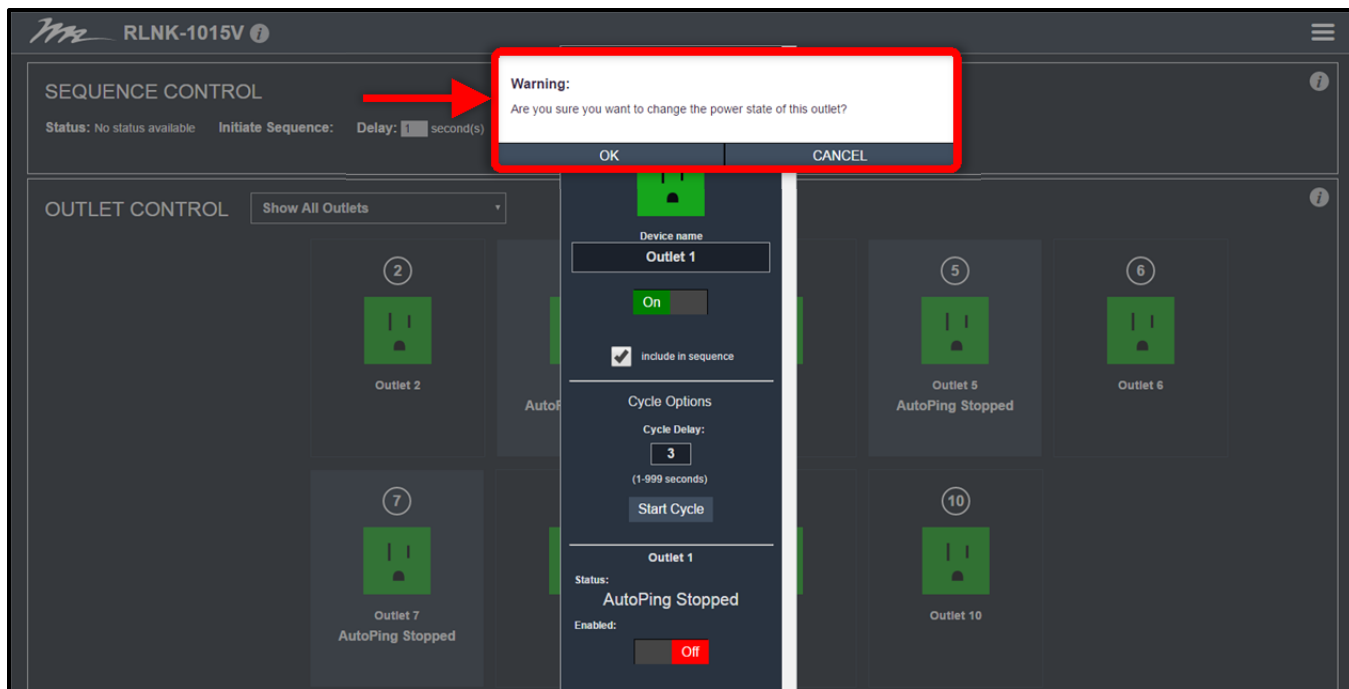 RLNK-1015V i
Warning:
Are you sure you want to change the power state of this outlet?
OK CANCEL
SEQUENCE CONTROL
i
Status: No status available Initiate Sequence: Delay: 1 second(s)
OUTLET CONTROL Show All Outlets
i
Device name
Outlet 1
On
include in sequence
Cycle Options
Cycle Delay:
3
(1-999 seconds)
Start Cycle
Outlet 1
Status:
AutoPing Stopped
Enabled:
Off
2
Outlet 2
5
Outlet 5
AutoPing Stopped
6
Outlet 6
7
Outlet 7
AutoPing Stopped
10
Outlet 10